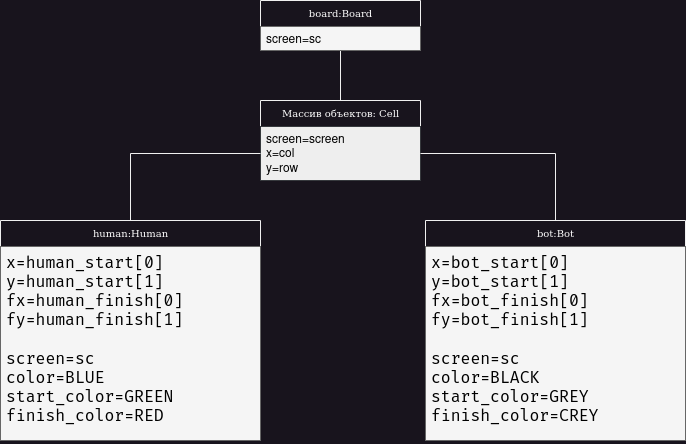 board:Board
screen=sc
Массив объектов: Cell
screen=screen
x=col
y=row
human:Human
x=human_start[0]
y=human_start[1]
fx=human_finish[0]
fy=human_finish[1]
screen=sc
color=BLUE
start_color=GREEN
finish_color=RED
bot:Bot
x=bot_start[0]
y=bot_start[1]
fx=bot_finish[0]
fy=bot_finish[1]
screen=sc
color=BLACK
start_color=GREY
finish_color=CREY